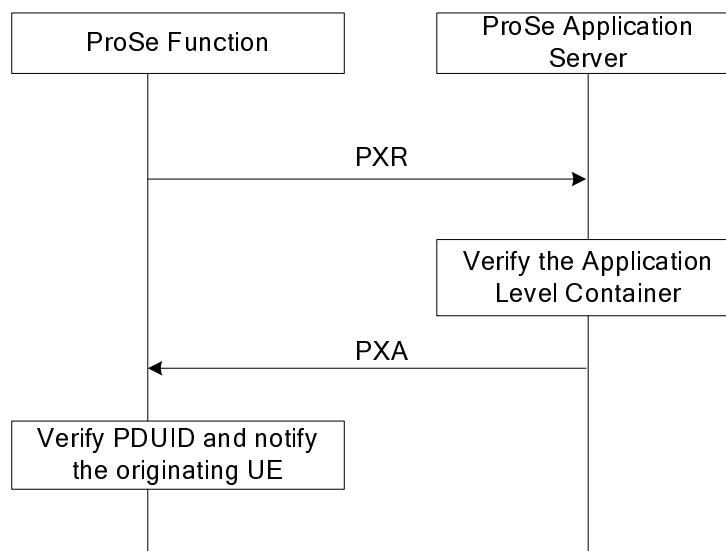 ProSe Function
ProSe Application
Server
PXR
Verify the Application
Level Container
PXA
Verify PDUID and notify
the originating UE